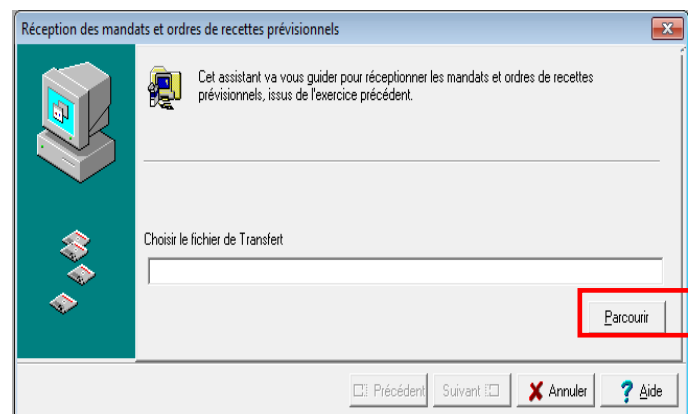 Réception des mandats et ordres de recettes prévisionnels
Cet assistant va vous guider pour réceptionner les mandats et ordres de recettes
prévisionnels, issus de l'exercice précédent.
Choisir le fichier de Transfert
Parcourir
Précédent Suivant Annuler ? Aide